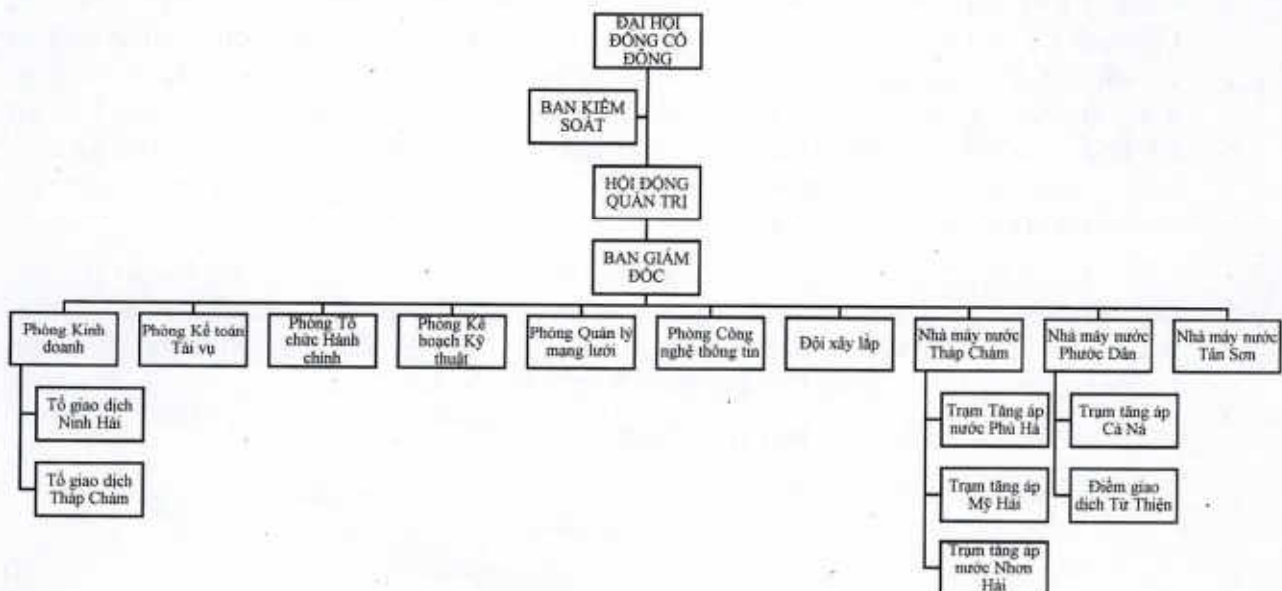 ĐẠI HỘI
ĐỒNG CỔ
ĐÔNG
BAN KIỂM
SOÁT
HỘI ĐỒNG
QUẢN TRỊ
BAN GIÁM
ĐỐC
Phòng Kinh
doanh
Phòng Kế toán
Tài vụ
Phòng Tổ
chức Hành
chính
Phòng Kế
hoạch Kỹ
thuật
Phòng Quản lý
mạng lưới
Phòng Công
nghệ thông tin
Đội xây lắp
Nhà máy nước
Tháp Chàm
Nhà máy nước
Phước Dân
Nhà máy nước
Tân Sơn
Tổ giao dịch
Ninh Hải
Tổ giao dịch
Tháp Chàm
Trạm Tăng áp
nước Phủ Hà
Trạm tăng áp
Mỹ Hải
Trạm tăng áp
nước Nhơn
Hải
Trạm tăng áp
Cà Ná
Điểm giao
dịch Từ Thiện